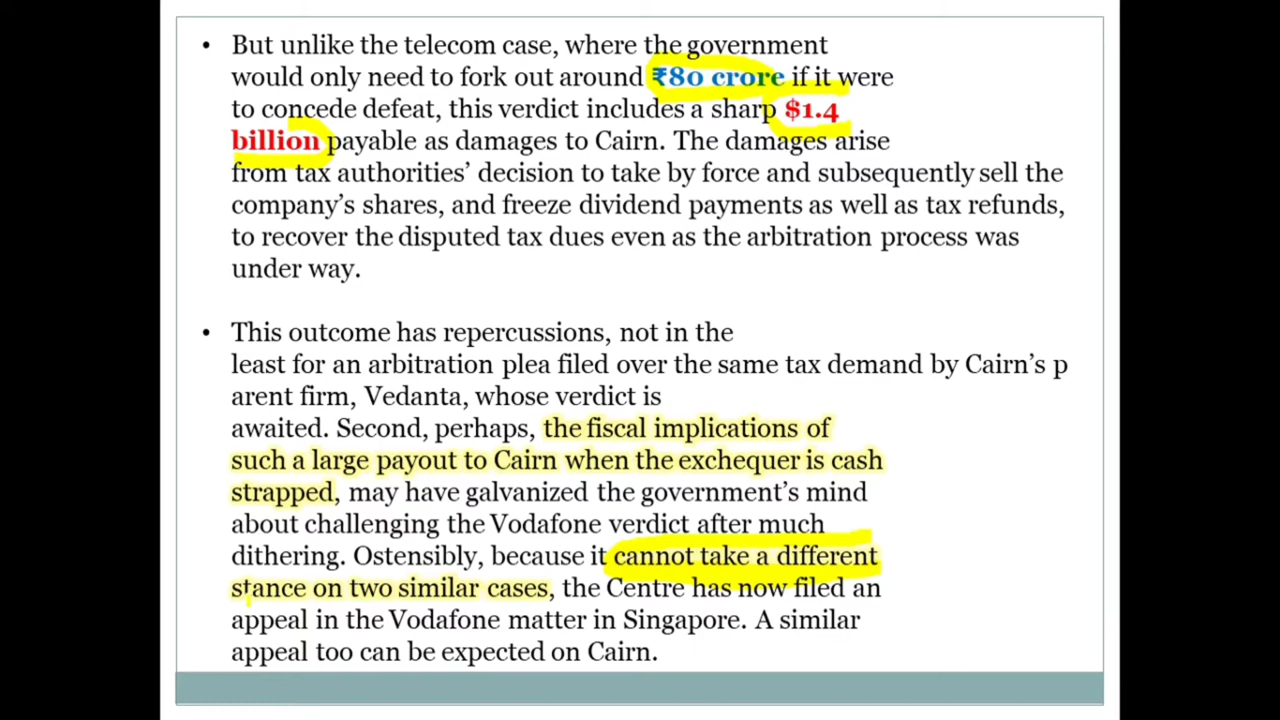 • But unlike the telecom case, where the government
would only need to fork out around ₹80 crore if it were
to concede defeat, this verdict includes a sharp $1.4
billion payable as damages to Cairn. The damages arise
from tax authorities’ decision to take by force and subsequently sell the
company’s shares, and freeze dividend payments as well as tax refunds,
to recover the disputed tax dues even as the arbitration process was
under way.
• This outcome has repercussions, not in the
least for an arbitration plea filed over the same tax demand by Cairn’s p
arent firm, Vedanta, whose verdict is
awaited. Second, perhaps, the fiscal implications of
such a large payout to Cairn when the exchequer is cash
strapped, may have galvanized the government’s mind
about challenging the Vodafone verdict after much
dithering. Ostensibly, because it cannot take a different
stance on two similar cases, the Centre has now filed an
appeal in the Vodafone matter in Singapore. A similar
appeal too can be expected on Cairn.